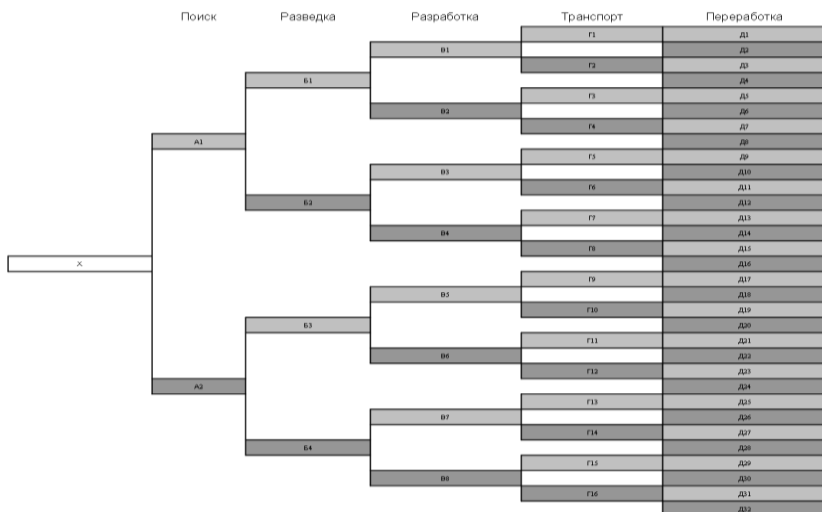 Поиск Разведка Разработка Транспорт Переработка
Г1 Д1
В1 Д2
Г2 Д3
Б1 Д4
Г3 Д5
В2 Д6
Г4 Д7
А1 Д8
Г5 Д9
В3 Д10
Г6 Д11
Б2 Д12
Г7 Д13
В4 Д14
Г8 Д15
Х Д16
Г9 Д17
В5 Д18
Г10 Д19
Б3 Д20
Г11 Д21
В6 Д22
Г12 Д23
А2 Д24
Г13 Д25
В7 Д26
Г14 Д27
Б4 Д28
Г15 Д29
В8 Д30
Г16 Д31
Д32